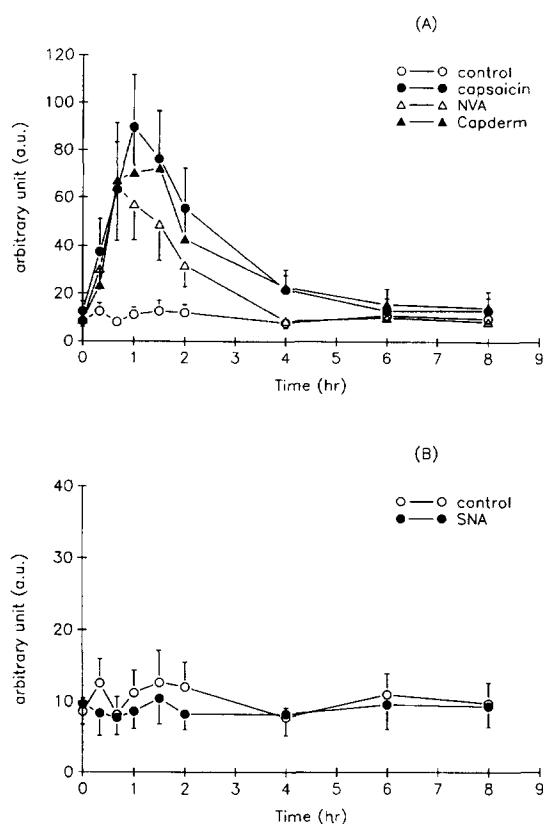 (A)
control
capsaicin
NVA
Capderm
120
100
80
60
40
20
0
arbitrary unit (a.u.)
0 1 2 3 4 5 6 7 8 9
Time (hr)
(B)
control
SNA
40
30
20
10
0
arbitrary unit (a.u.)
0 1 2 3 4 5 6 7 8 9
Time (hr)